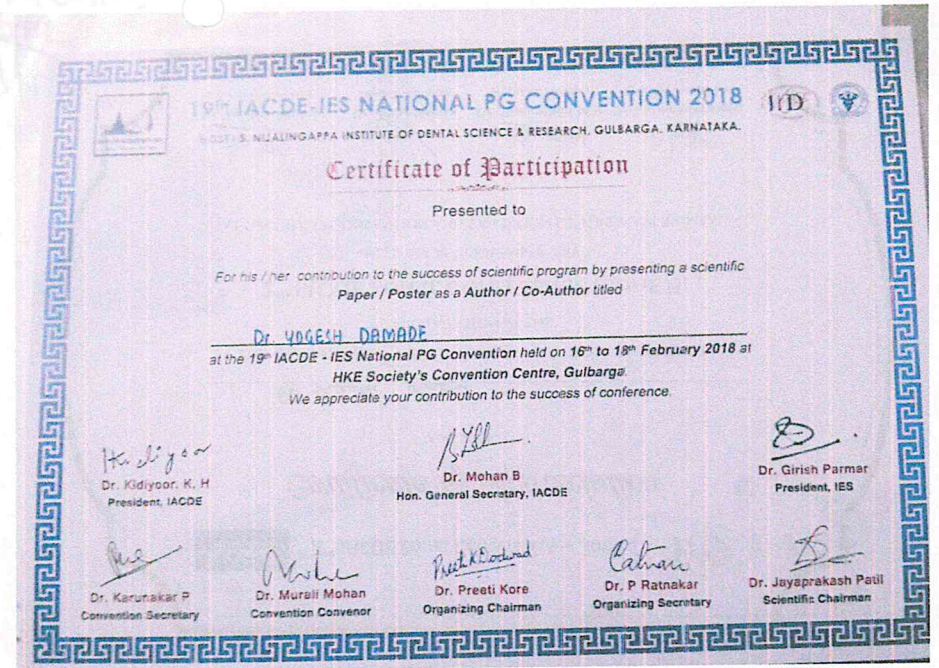 19th IACDE-IES NATIONAL PG CONVENTION 2018
S. NIJALINGAPPA INSTITUTE OF DENTAL SCIENCE & RESEARCH, GULBARGA, KARNATAKA.
Certificate of Participation
Presented to
For his / her contribution to the success of scientific program by presenting a scientific
Paper / Poster as a Author / Co-Author titled
Dr. YOGESH DAMADE
at the 19th IACDE - IES National PG Convention held on 16th to 18th February 2018 at
HKE Society's Convention Centre, Gulbarga.
We appreciate your contribution to the success of conference.
Dr. Kidiyoor. K. H
President, IACDE
Dr. Mohan B
Hon. General Secretary, IACDE
Dr. Girish Parmar
President, IES
Dr. Karunakar P
Convention Secretary
Dr. Murali Mohan
Convention Convenor
Dr. Preeti Kore
Organizing Chairman
Dr. P Ratnakar
Organizing Secretary
Dr. Jayaprakash Patil
Scientific Chairman